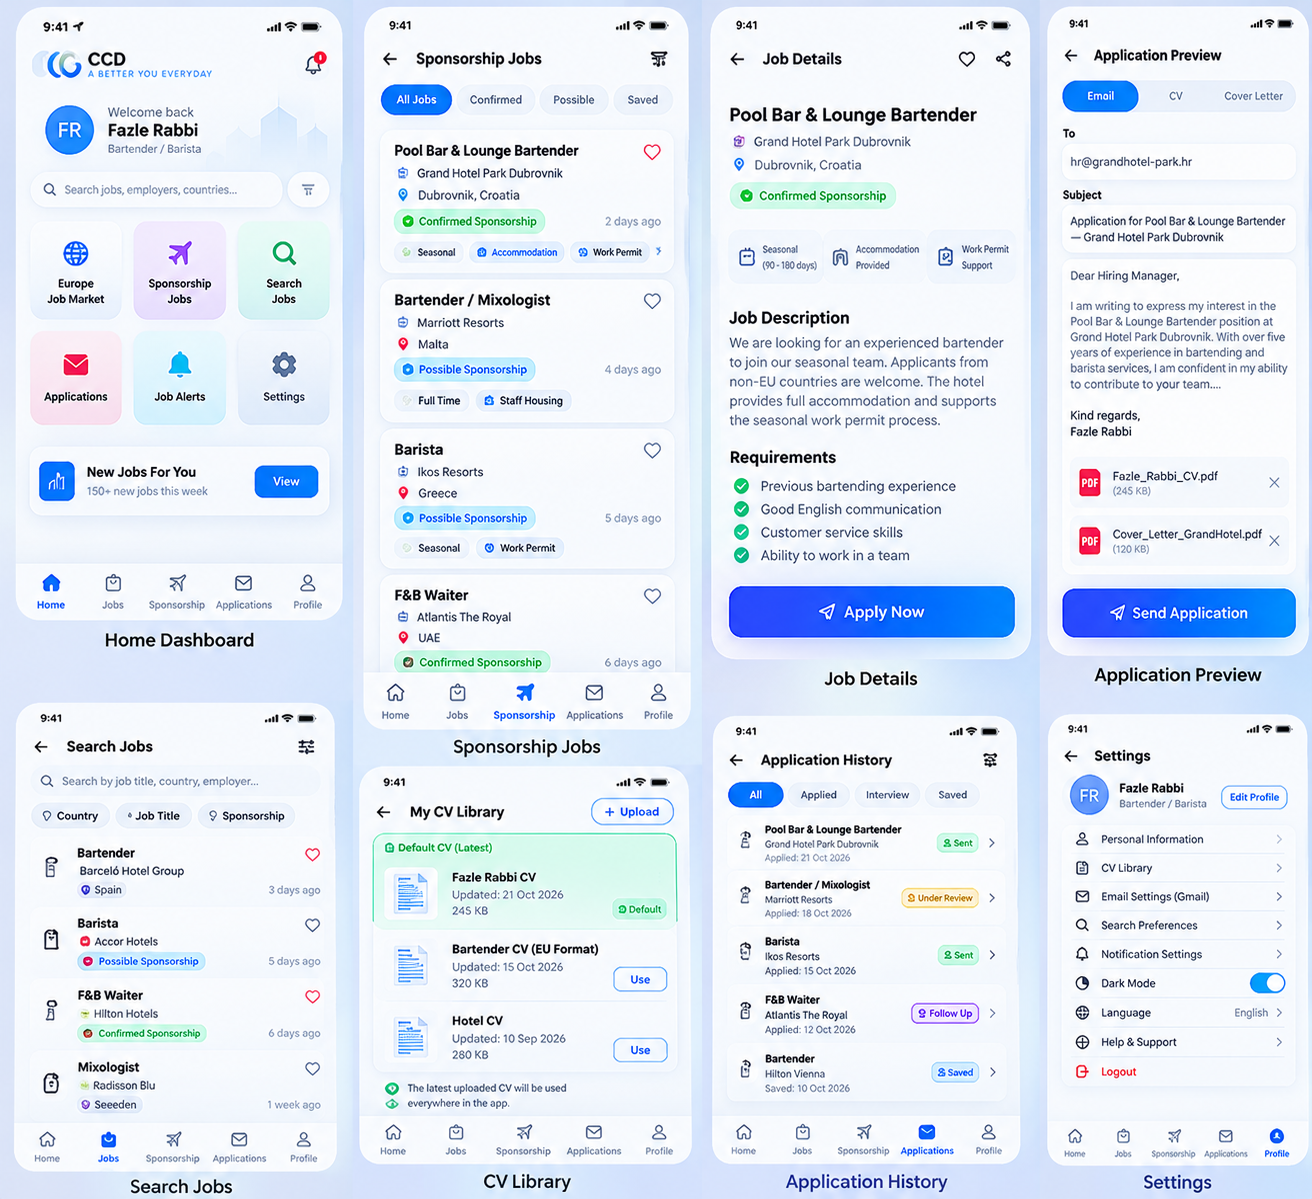 9:41
CCD
A BETTER YOU EVERYDAY
FR
Welcome back
Fazle Rabbi
Bartender / Barista
Search jobs, employers, countries...
Europe
Job Market
Sponsorship
Jobs
Search
Jobs
Applications
Job Alerts
Settings
New Jobs For You
150+ new jobs this week
View
Home
Jobs
Sponsorship
Applications
Profile
Home Dashboard
9:41
Sponsorship Jobs
All Jobs
Confirmed
Possible
Saved
Pool Bar & Lounge Bartender
Grand Hotel Park Dubrovnik
Dubrovnik, Croatia
Confirmed Sponsorship
2 days ago
Seasonal
Accommodation
Work Permit
Bartender / Mixologist
Marriott Resorts
Malta
Possible Sponsorship
4 days ago
Full Time
Staff Housing
Barista
Ikos Resorts
Greece
Possible Sponsorship
5 days ago
Seasonal
Work Permit
F&B Waiter
Atlantis The Royal
UAE
Confirmed Sponsorship
6 days ago
Home
Jobs
Sponsorship
Applications
Profile
Sponsorship Jobs
9:41
Job Details
Pool Bar & Lounge Bartender
Grand Hotel Park Dubrovnik
Dubrovnik, Croatia
Confirmed Sponsorship
Seasonal
(90 - 180 days)
Accommodation
Provided
Work Permit
Support
Job Description
We are looking for an experienced bartender
to join our seasonal team. Applicants from
non-EU countries are welcome. The hotel
provides full accommodation and supports
the seasonal work permit process.
Requirements
Previous bartending experience
Good English communication
Customer service skills
Ability to work in a team
Apply Now
Job Details
9:41
Application Preview
Email
CV
Cover Letter
To
hr@grandhotel-park.hr
Subject
Application for Pool Bar & Lounge Bartender
— Grand Hotel Park Dubrovnik
Dear Hiring Manager,
I am writing to express my interest in the
Pool Bar & Lounge Bartender position at
Grond Hotel Park Dubrovnik. With over five
years of experience in bartending and
barista services, I am confident in my ability
to contribute to your team....
Kind regards,
Fazle Rabbi
PDF
Fazle_Rabbi_CV.pdf
(245 KB)
PDF
Cover_Letter_GrandHotel.pdf
(120 KB)
Send Application
Application Preview
9:41
Search Jobs
Search by job title, country, employer...
Country
Job Title
Sponsorship
Bartender
Barceló Hotel Group
Spain
3 days ago
Barista
Accor Hotels
Possible Sponsorship
5 days ago
F&B Waiter
Hilton Hotels
Confirmed Sponsorship
6 days ago
Mixologist
Radisson Blu
Seeeden
1 week ago
Home
Jobs
Sponsorship
Applications
Profile
Search Jobs
9:41
My CV Library
+ Upload
Default CV (Latest)
Fazle Rabbi CV
Updated: 21 Oct 2026
245 KB
Default
Bartender CV (EU Format)
Updated: 15 Oct 2026
320 KB
Use
Hotel CV
Updated: 10 Sep 2026
280 KB
Use
The latest uploaded CV will be used
everywhere in the app.
Home
Jobs
Sponsorship
Applications
Profile
CV Library
9:41
Application History
All
Applied
Interview
Saved
Pool Bar & Lounge Bartender
Grand Hotel Park Dubrovnik
Applied: 21 Oct 2026
Sent
Bartender / Mixologist
Marriott Resorts
Applied: 18 Oct 2026
Under Review
Barista
Ikos Resorts
Applied: 15 Oct 2026
Sent
F&B Waiter
Atlantis The Royal
Applied: 12 Oct 2026
Follow Up
Bartender
Hilton Vienna
Saved: 10 Oct 2026
Saved
Home
Jobs
Sponsorship
Applications
Profile
Application History
9:41
Settings
FR
Fazle Rabbi
Bartender / Barista
Edit Profile
Personal Information
CV Library
Email Settings (Gmail)
Search Preferences
Notification Settings
Dark Mode
Language
English
Help & Support
Logout
Home
Jobs
Sponsorship
Applications
Profile
Settings